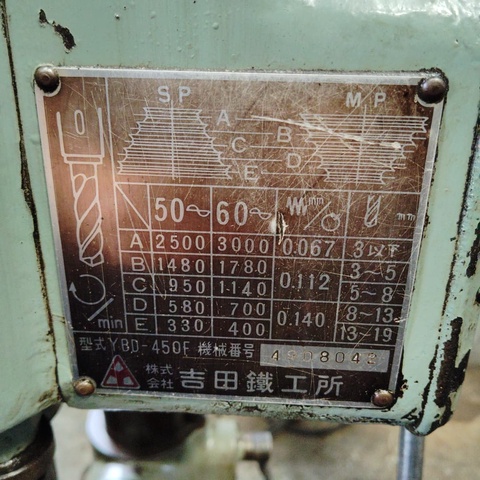 SP MP
A
B
C
D
E
50~ 60~ mm mm
A 2500 3000 0.067 3以下
B 1480 1780 0.112 3~5
C 950 1140 5~8
D 580 700 0.140 8~13
E 330 400 13~19
/min
型式 YBD-450F 機械番号
株式会社 吉田鐵工所